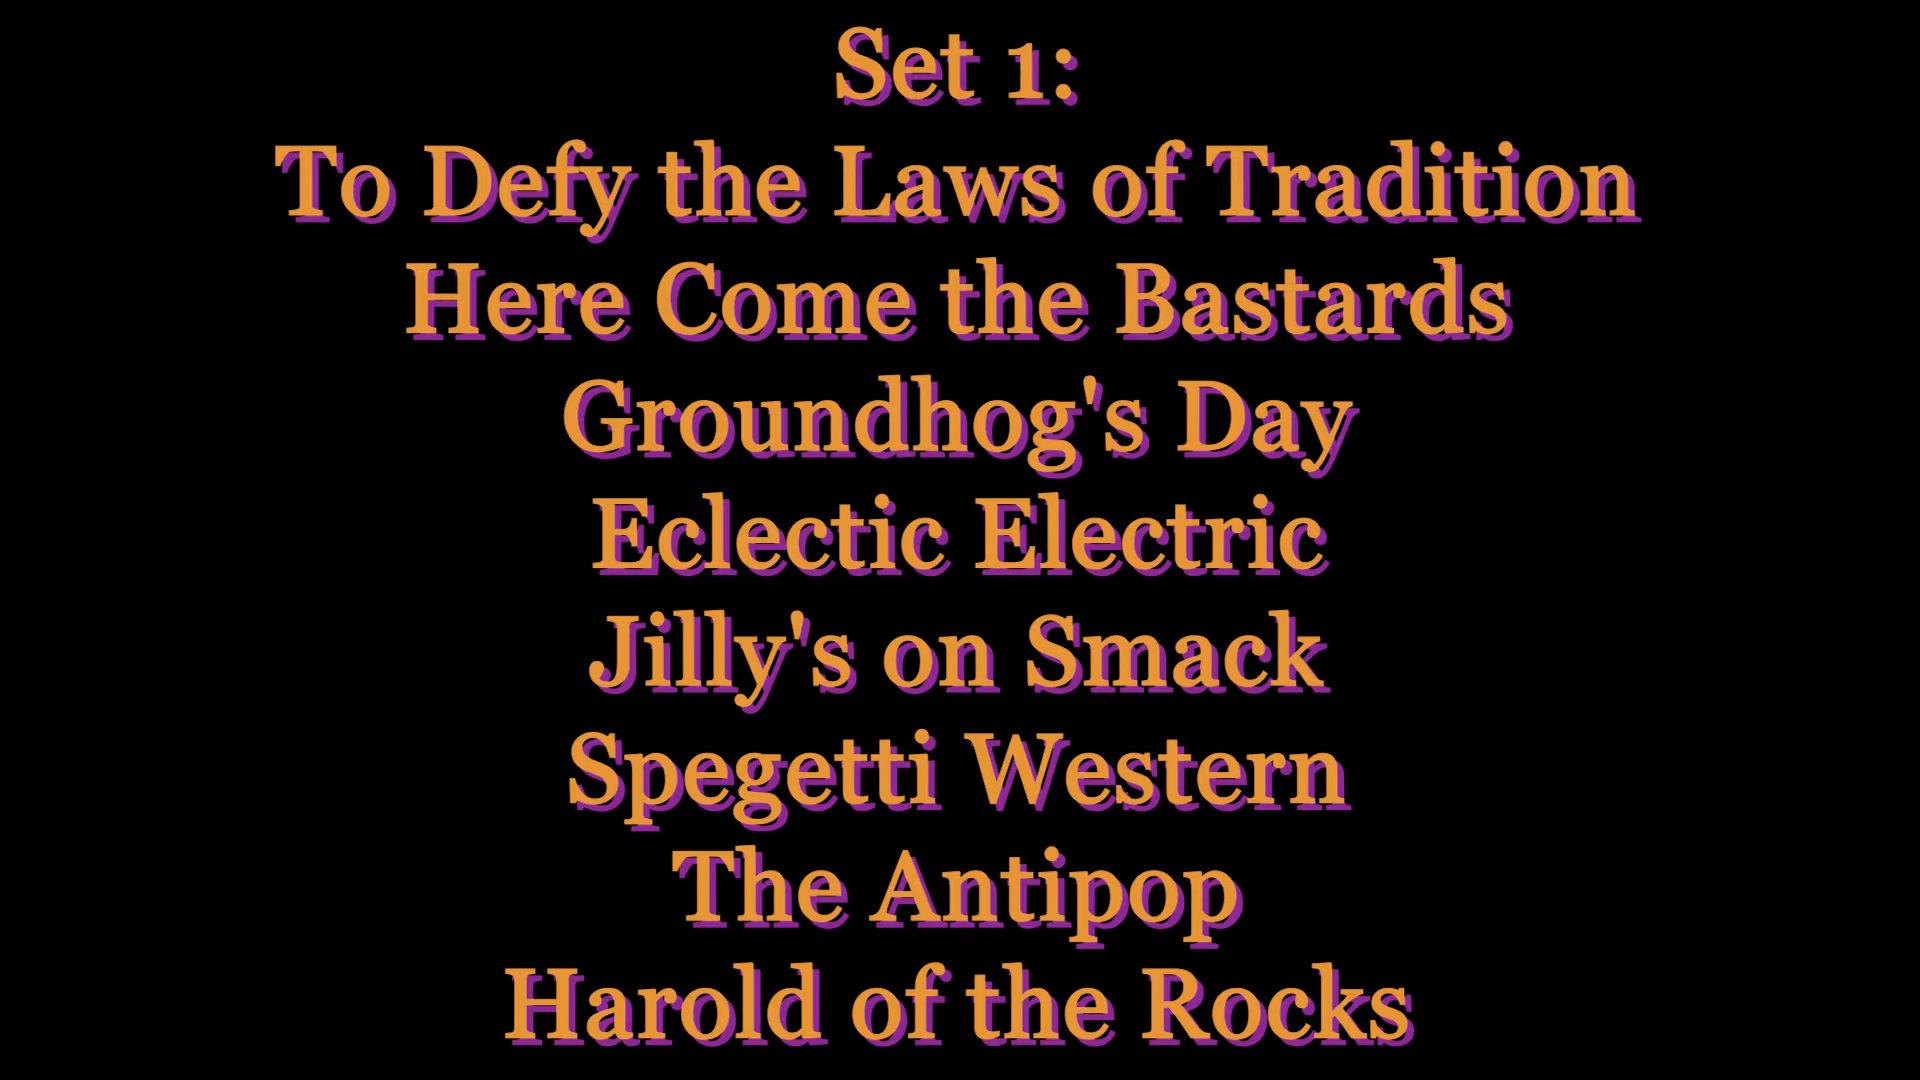 Set 1:
To Defy the Laws of Tradition
Here Come the Bastards
Groundhog's Day
Eclectic Electric
Jilly's on Smack
Spegetti Western
The Antipop
Harold of the Rocks